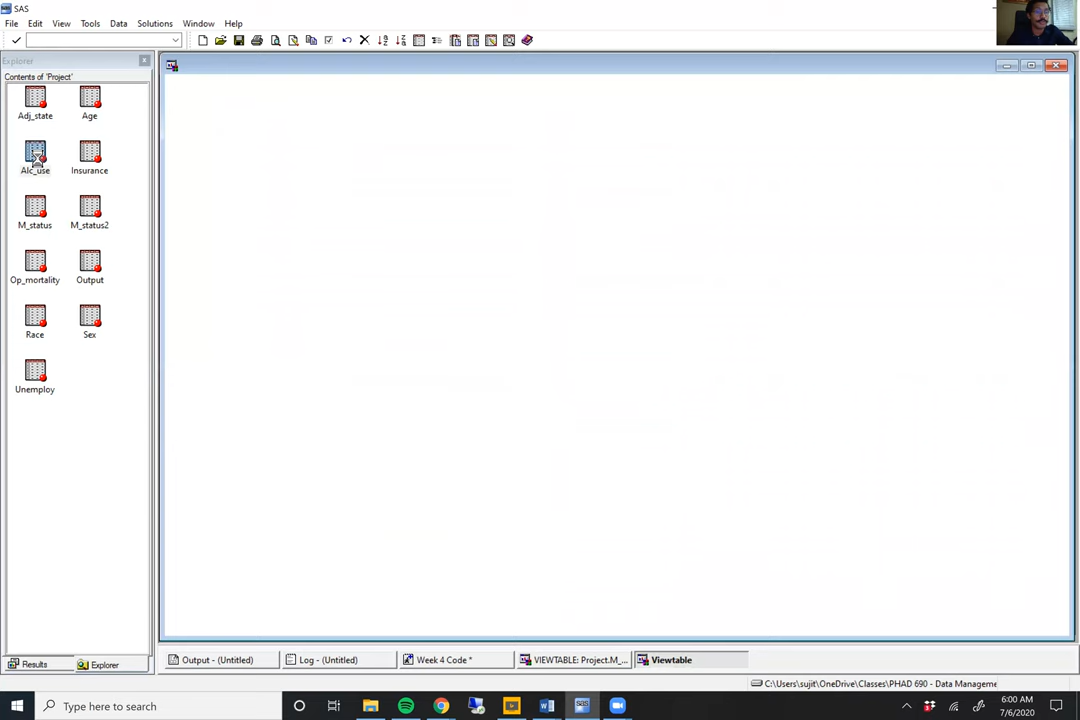 SAS
File Edit View Tools Data Solutions Window Help
Explorer
Contents of 'Project'
Adj_state Age
Alc_use Insurance
M_status M_status2
Op_mortality Output
Race Sex
Unemploy
Results Explorer
Output - (Untitled) Log - (Untitled) Week 4 Code * VIEWTABLE: Project.M_... Viewtable
C:\Users\sujit\OneDrive\Classes\PHAD 690 - Data Manageme
Type here to search
6:00 AM
7/6/2020